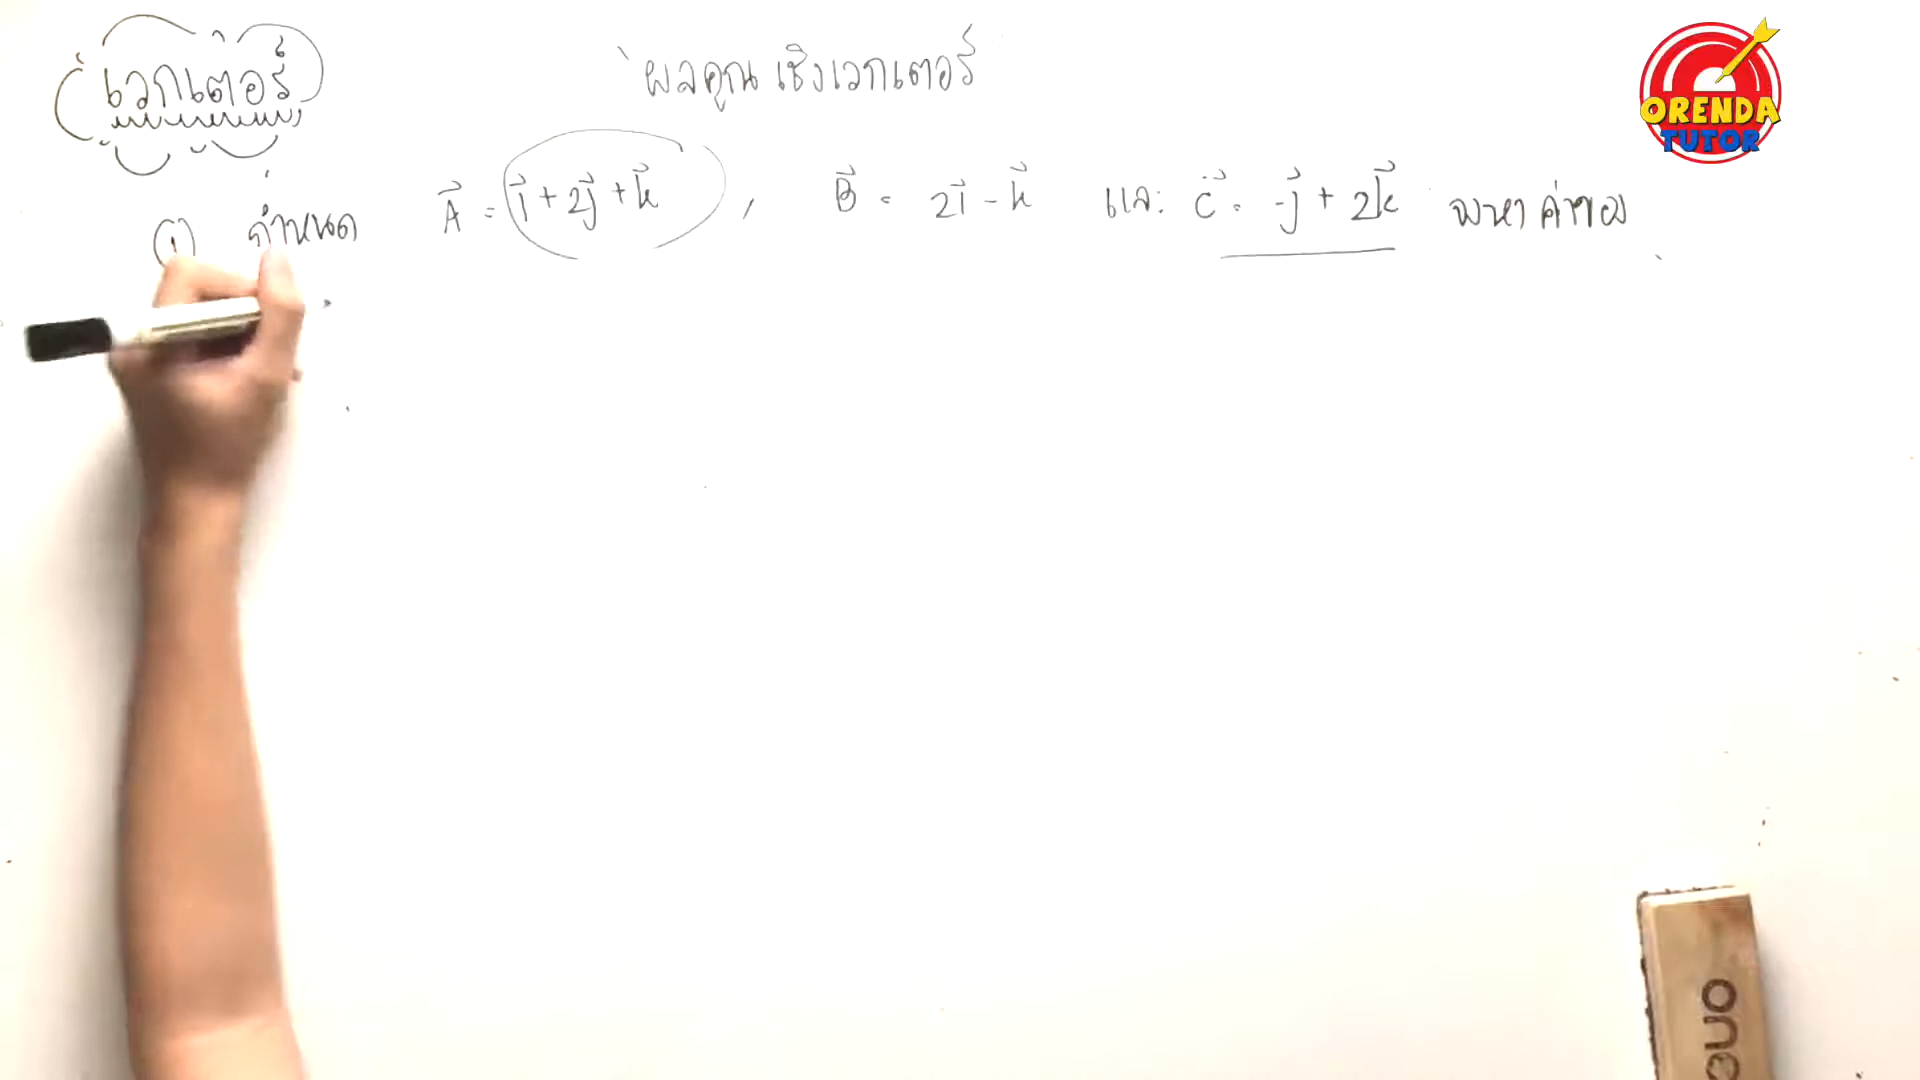 เวกเตอร์
ผลคูณ เชิงเวกเตอร์
ORENDA
TUTOR
① กำหนด A⃗ = i⃗ + 2j⃗ + k⃗ , B⃗ = 2i⃗ - k⃗ และ C⃗ = -j⃗ + 2k⃗ จงหา ค่าของ
one